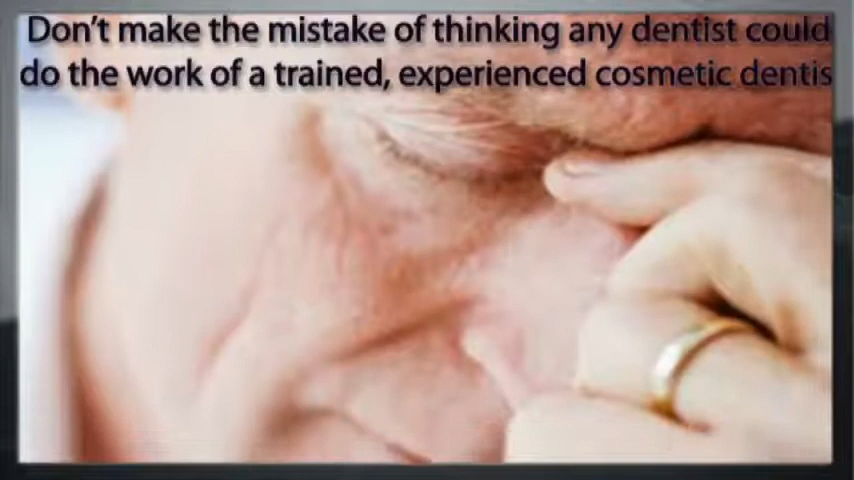 Don't make the mistake of thinking any dentist could
do the work of a trained, experienced cosmetic dentis